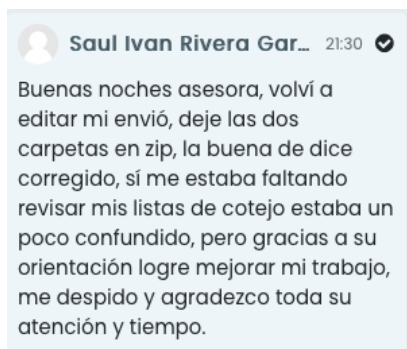 Saul Ivan Rivera Gar... 21:30
Buenas noches asesora, volví a
editar mi envió, deje las dos
carpetas en zip, la buena de dice
corregido, sí me estaba faltando
revisar mis listas de cotejo estaba un
poco confundido, pero gracias a su
orientación logre mejorar mi trabajo,
me despido y agradezco toda su
atención y tiempo.